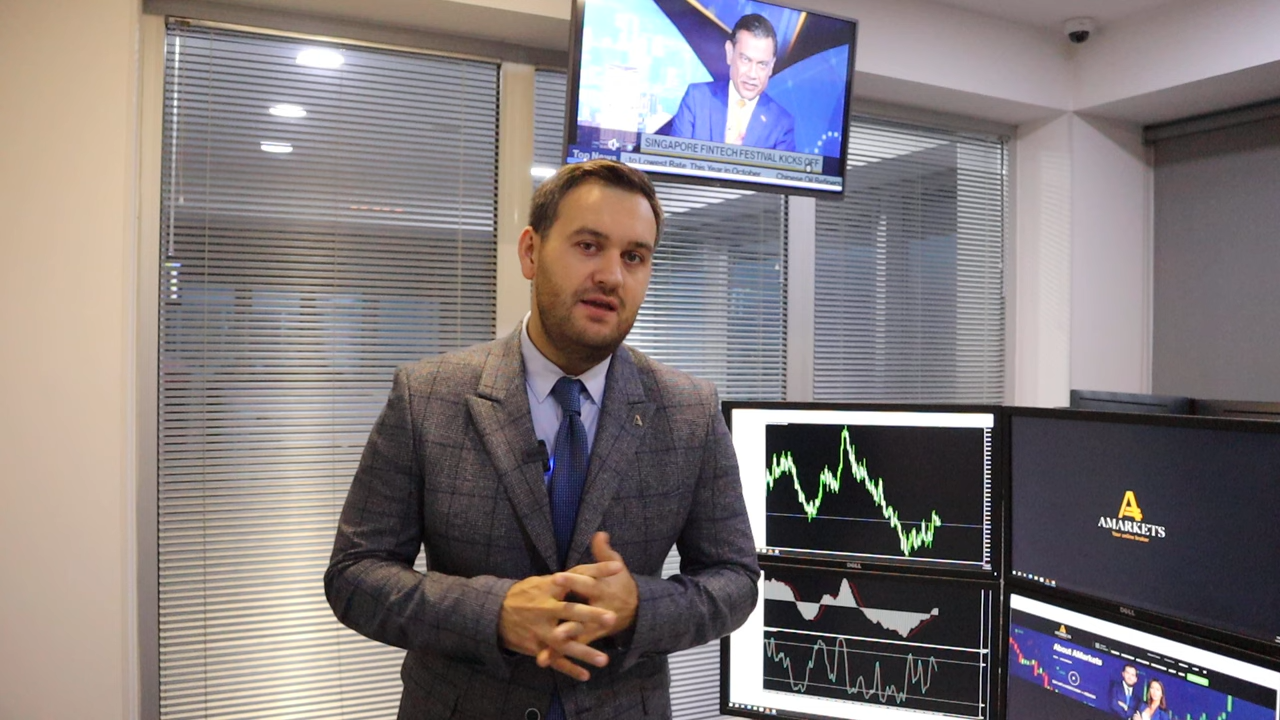 SINGAPORE FINTECH FESTIVAL KICKS OFF
Top News
to Lowest Rate This Year in October Chinese Oil Refiners
A
AMARKETS
Your online broker
DELL
DELL
About AMarkets